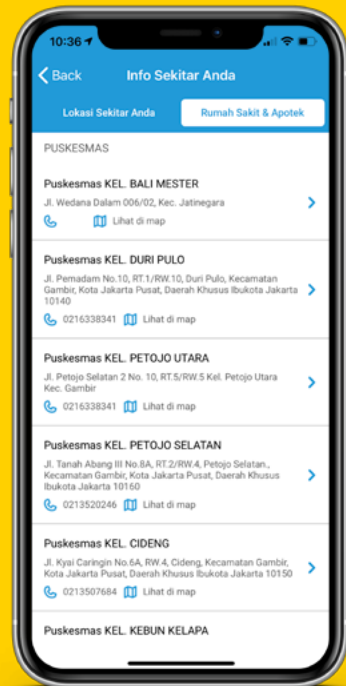 10:36
Back
Info Sekitar Anda
Lokasi Sekitar Anda
Rumah Sakit & Apotek
PUSKESMAS
Puskesmas KEL. BALI MESTER
Jl. Wedana Dalam 006/02, Kec. Jatinegara
Lihat di map
Puskesmas KEL. DURI PULO
Jl. Pemadam No.10, RT.1/RW.10, Duri Pulo, Kecamatan
Gambir, Kota Jakarta Pusat, Daerah Khusus Ibukota Jakarta
10140
0216338341 Lihat di map
Puskesmas KEL. PETOJO UTARA
Jl. Petojo Selatan 2 No. 10, RT.5/RW.5 Kel. Petojo Utara
Kec. Gambir
0216338341 Lihat di map
Puskesmas KEL. PETOJO SELATAN
Jl. Tanah Abang III No.8A, RT.2/RW.4, Petojo Selatan.,
Kecamatan Gambir, Kota Jakarta Pusat, Daerah Khusus
Ibukota Jakarta 10160
0213520246 Lihat di map
Puskesmas KEL. CIDENG
Jl. Kyai Caringin No.6A, RW.4, Cideng, Kecamatan Gambir,
Kota Jakarta Pusat, Daerah Khusus Ibukota Jakarta 10150
0213507684 Lihat di map
Puskesmas KEL. KEBUN KELAPA